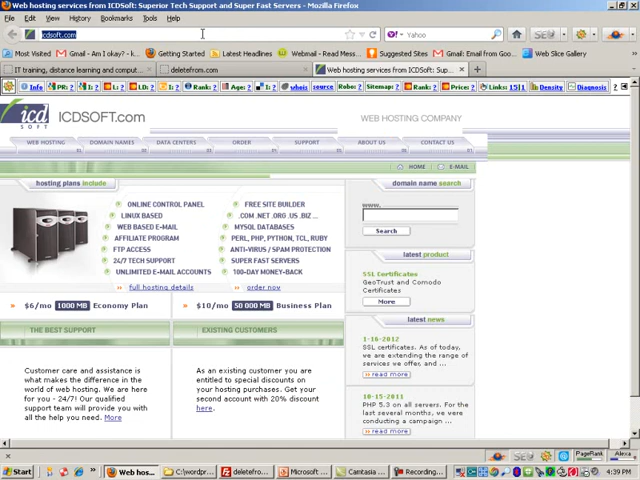 Web hosting services from ICDSoft: Superior Tech Support and Super Fast Servers - Mozilla Firefox
File Edit View History Bookmarks Tools Help
icdsoft.com
Yahoo
Most Visited Gmail - Am I okay? - k... Getting Started Latest Headlines Webmail - Read Emai... Suggested Sites Gmail - Inbox - kori... Web Slice Gallery
IT training, distance learning and comput...
deletefrom.com
Web hosting services from ICDSoft: Sup...
Info PR: I: L: LD: I: Rank: Age: I: whois source Robo: Sitemap: Rank: Price: Links: 15|1 Density Diagnosis
icd SOFT
ICDSOFT.com
WEB HOSTING COMPANY
WEB HOSTING DOMAIN NAMES DATA CENTERS ORDER SUPPORT ABOUT US CONTACT US
HOME E-MAIL
hosting plans include
ONLINE CONTROL PANEL
LINUX BASED
WEB BASED E-MAIL
AFFILIATE PROGRAM
FTP ACCESS
24/7 TECH SUPPORT
UNLIMITED E-MAIL ACCOUNTS
FREE SITE BUILDER
.COM .NET .ORG .US .BIZ ...
MYSQL DATABASES
PERL, PHP, PYTHON, TCL, RUBY
ANTI-VIRUS / SPAM PROTECTION
SUPER FAST SERVERS
100-DAY MONEY-BACK
full hosting details
order now
$6/mo 1000 MB Economy Plan
$10/mo 50 000 MB Business Plan
THE BEST SUPPORT
Customer care and assistance is
what makes the difference in the
world of web hosting. We are here
for you - 24/7! Our qualified
support team will provide you with
all the help you need. More
EXISTING CUSTOMERS
As an existing customer you are
entitled to special discounts on
your hosting purchases. Get your
second account with 20% discount
here.
domain name search
www.
Search
latest product
SSL Certificates
GeoTrust and Comodo
Certificates
More
latest news
1-16-2012
SSL certificates. As of today,
we are extending the range of
services we offer, and ...
read more
10-15-2011
PHP 5.3 on all servers. For the
last several months, we were
conducting a campaign ...
read more
PageRank Alexa
Start Web hos... C:\wordpr... deletefro... Microsoft ... Camtasia ... Recording... 4:39 PM